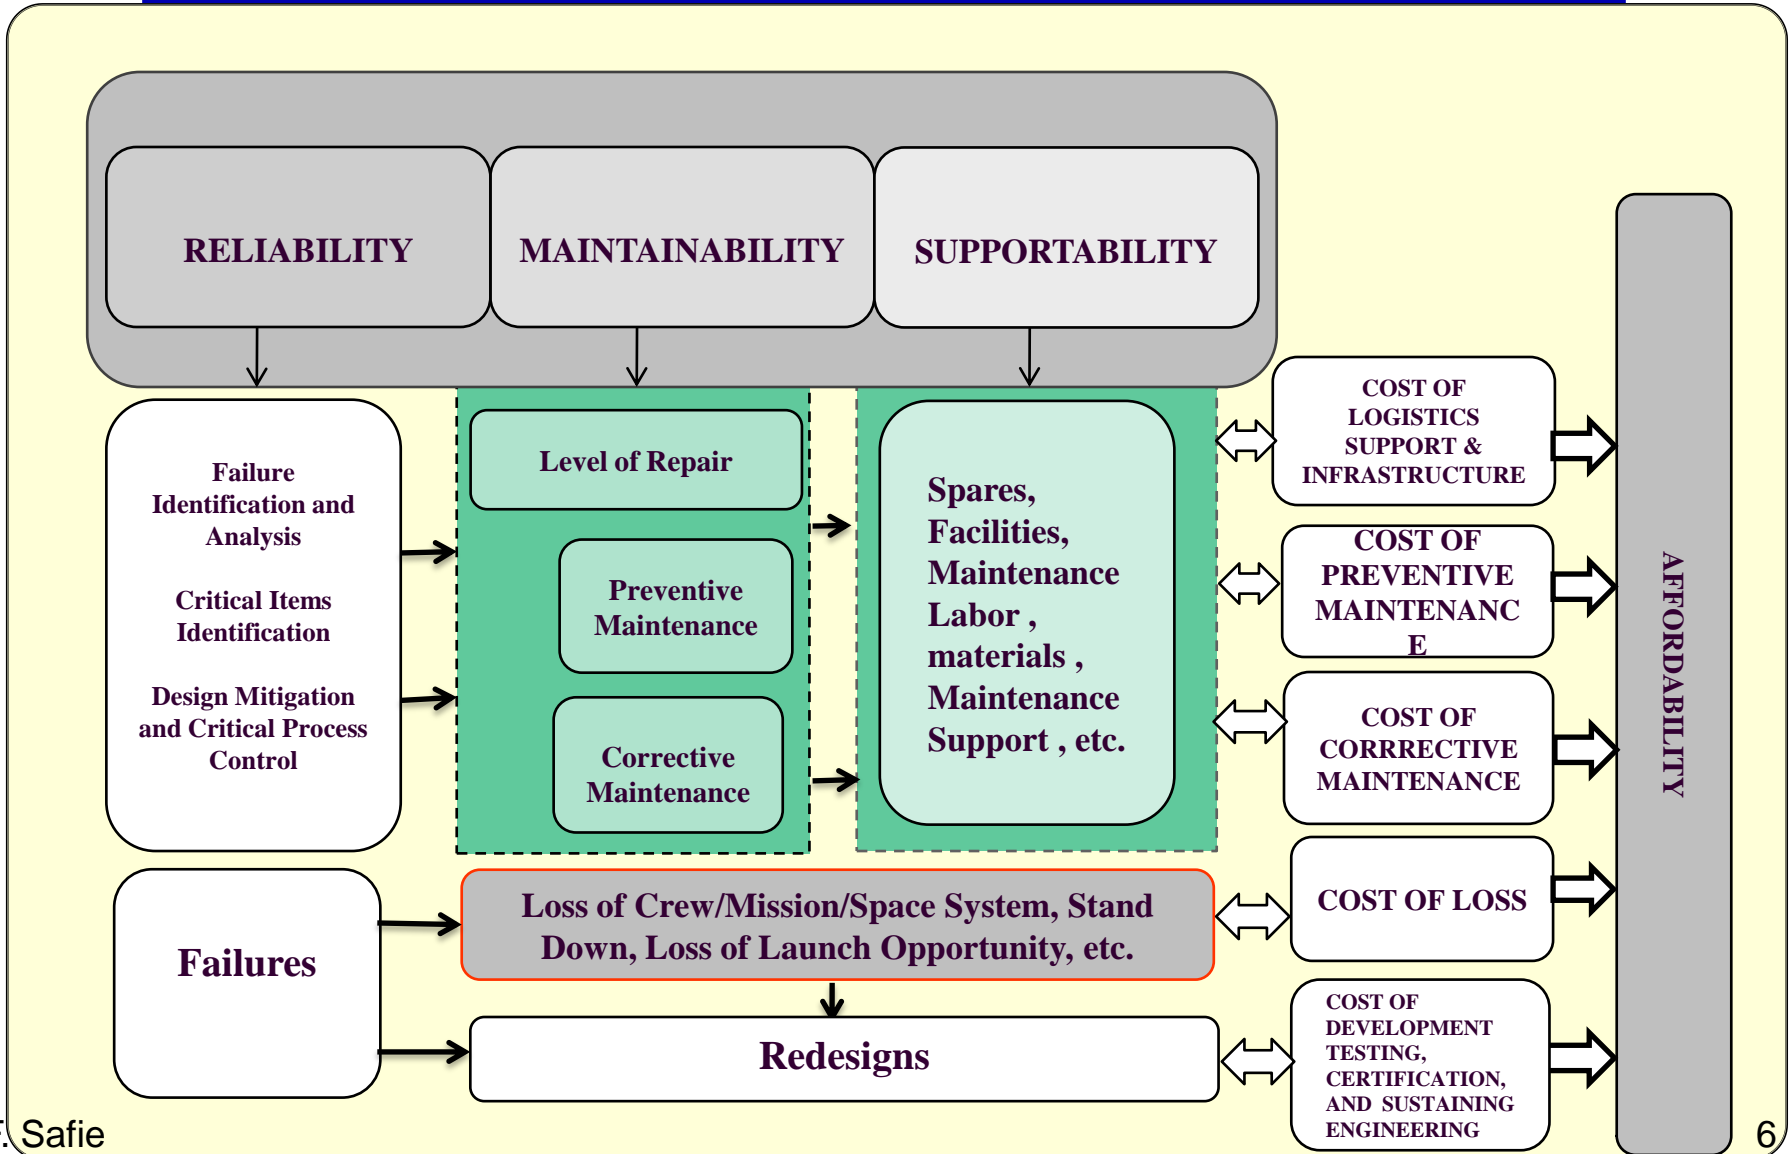 RELIABILITY
MAINTAINABILITY
SUPPORTABILITY
Failure
Identification and
Analysis
Critical Items
Identification
Design Mitigation
and Critical Process
Control
Level of Repair
Preventive
Maintenance
Corrective
Maintenance
Spares,
Facilities,
Maintenance
Labor ,
materials ,
Maintenance
Support , etc.
COST OF
LOGISTICS
SUPPORT &
INFRASTRUCTURE
COST OF
PREVENTIVE
MAINTENANC
E
COST OF
CORRRECTIVE
MAINTENANCE
COST OF LOSS
COST OF
DEVELOPMENT
TESTING,
CERTIFICATION,
AND SUSTAINING
ENGINEERING
AFFORDABILITY
Failures
Loss of Crew/Mission/Space System, Stand
Down, Loss of Launch Opportunity, etc.
Redesigns
Safie
6